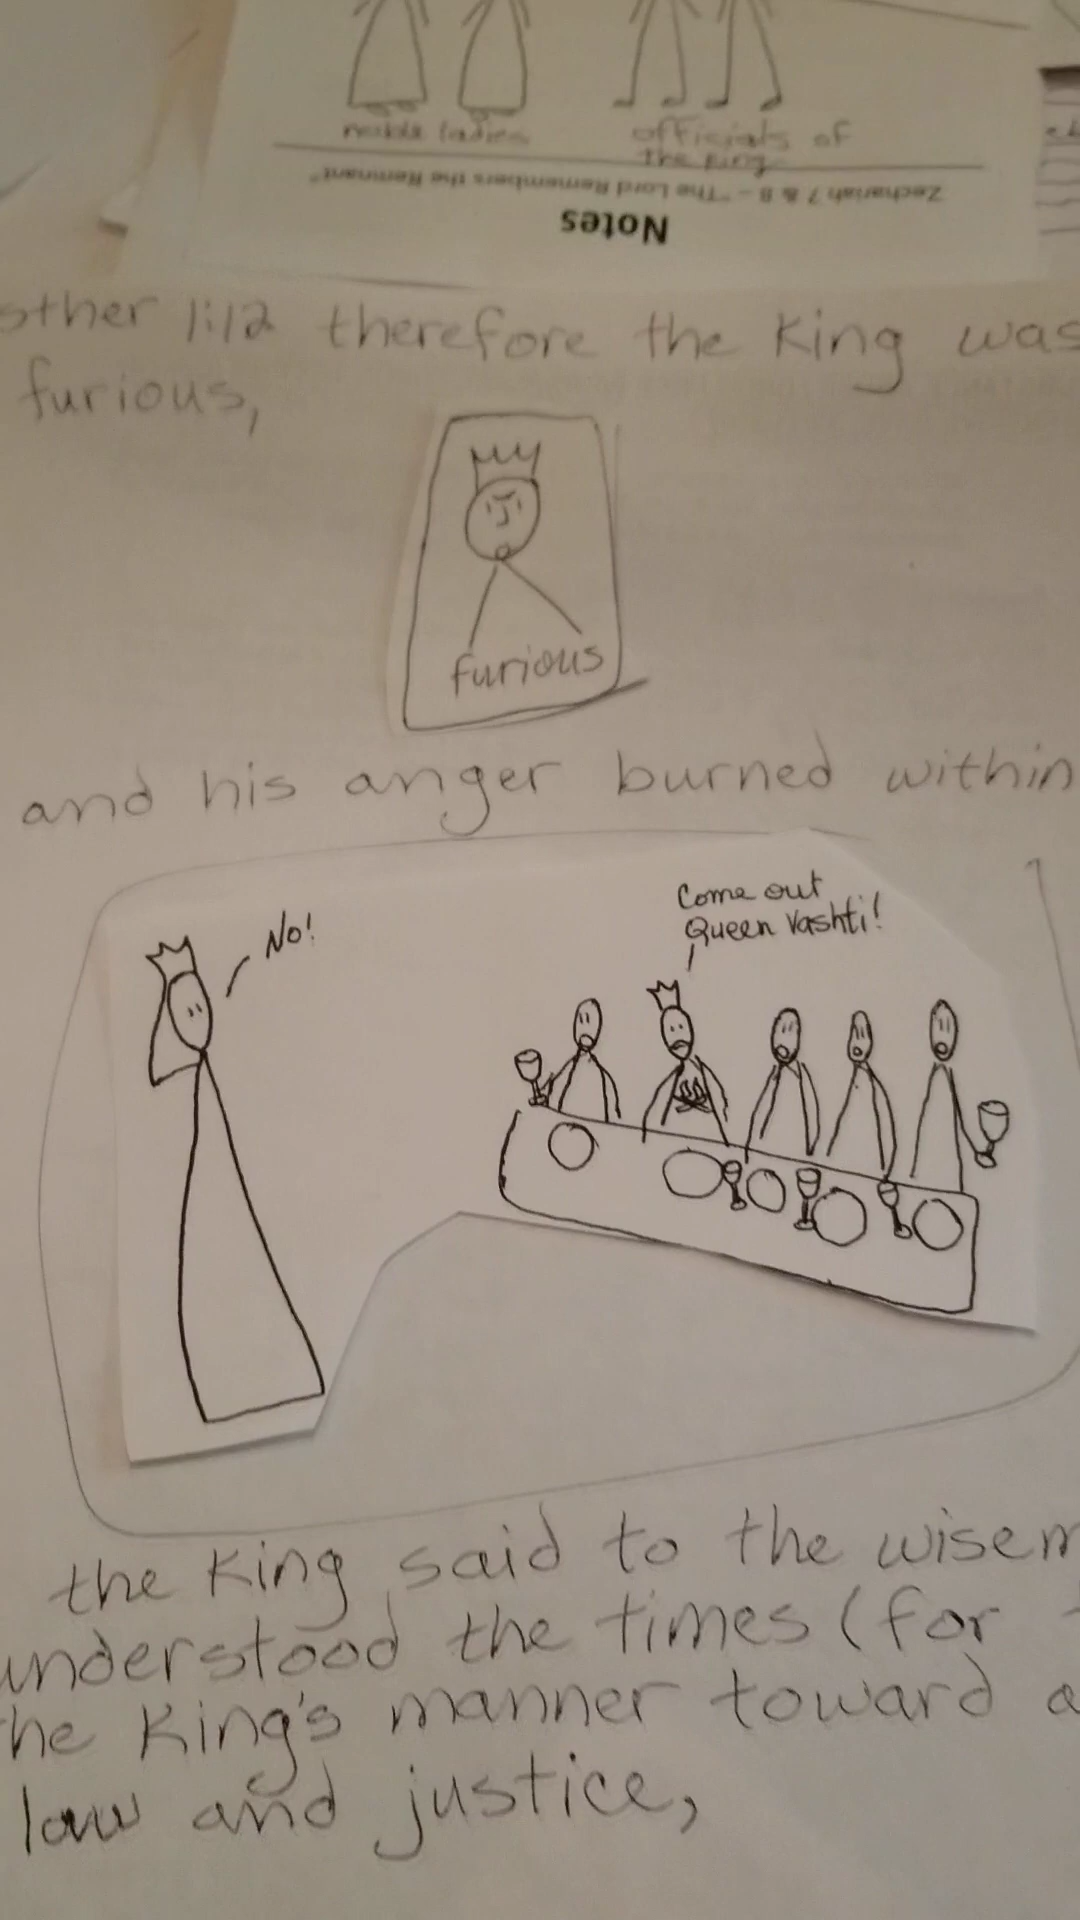 noble ladies
officials of
the King
Zechariah 7 & 8 - "The Lord Remembers the Remnant"
Notes
sther 1:12 therefore the King was
furious,
furious
and his anger burned within
Come out
Queen Vashti!
No!
the King said to the wisem
understood the times (for
he King's manner toward a
law and justice,